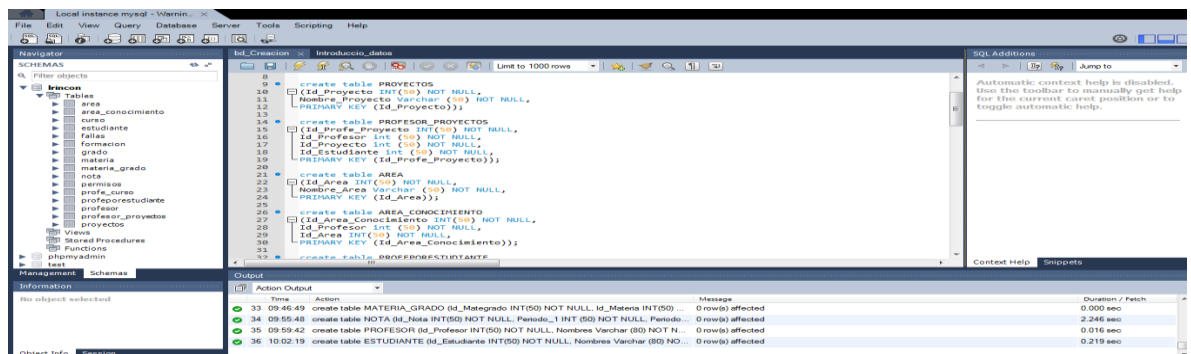 Local instance mysql - Warnin...
File Edit View Query Database Server Tools Scripting Help
Navigator
SCHEMAS
Filter objects
lrincon
Tables
area
area_conocimiento
curso
estudiante
fallas
formacion
grado
materia
materia_grado
nota
permisos
profe_curso
profeporestudiante
profesor
profesor_proyectos
proyectos
Views
Stored Procedures
Functions
phpmyadmin
test
Management Schemas
Information
No object selected
Object Info Session
bd_Creacion Introduccio_datos
Limit to 1000 rows
8
9 create table PROYECTOS
10 (Id_Proyecto INT(50) NOT NULL,
11 Nombre_Proyecto Varchar (50) NOT NULL,
12 PRIMARY KEY (Id_Proyecto));
13
14 create table PROFESOR_PROYECTOS
15 (Id_Profe_Proyecto INT(50) NOT NULL,
16 Id_Profesor int (50) NOT NULL,
17 Id_Proyecto int (50) NOT NULL,
18 Id_Estudiante int (50) NOT NULL,
19 PRIMARY KEY (Id_Profe_Proyecto));
20
21 create table AREA
22 (Id_Area INT(50) NOT NULL,
23 Nombre_Area Varchar (50) NOT NULL,
24 PRIMARY KEY (Id_Area));
25
26 create table AREA_CONOCIMIENTO
27 (Id_Area_Conocimiento INT(50) NOT NULL,
28 Id_Profesor int (50) NOT NULL,
29 Id_Area INT(50) NOT NULL,
30 PRIMARY KEY (Id_Area_Conocimiento));
31
32 create table PROFEPORESTUDIANTE
SQL Additions
Jump to
Automatic context help is disabled.
Use the toolbar to manually get help
for the current caret position or to
toggle automatic help.
Context Help Snippets
Output
Action Output
Time Action Message Duration / Fetch
33 09:46:49 create table MATERIA_GRADO (Id_Mategrado INT(50) NOT NULL, Id_Materia INT(50) ... 0 row(s) affected 0.000 sec
34 09:55:48 create table NOTA (Id_Nota INT(50) NOT NULL, Periodo_1 INT (50) NOT NULL, Periodo... 0 row(s) affected 2.246 sec
35 09:59:42 create table PROFESOR (Id_Profesor INT(50) NOT NULL, Nombres Varchar (80) NOT N... 0 row(s) affected 0.016 sec
36 10:02:19 create table ESTUDIANTE (Id_Estudiante INT(50) NOT NULL, Nombres Varchar (80) NO... 0 row(s) affected 0.219 sec